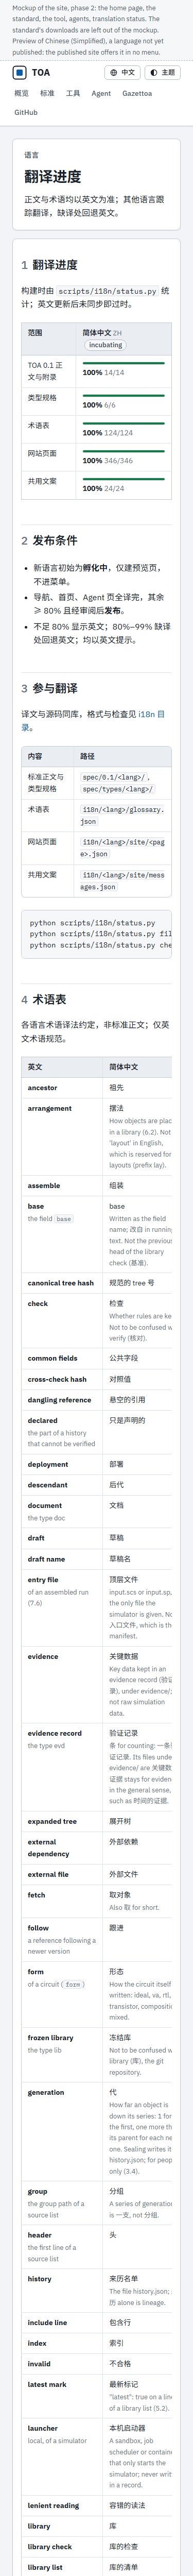 Mockup of the site, phase 2: the home page, the
standard, the tool, agents, translation status. The
standard's downloads are left out of the mockup.
Preview of Chinese (Simplified), a language not yet
published: the published site offers it in no menu.
TOA
中文
主题
概览 标准 工具 Agent Gazettoa
GitHub
语言
翻译进度
正文与术语均以英文为准；其他语言跟
踪翻译，缺译处回退英文。
1 翻译进度
构建时由 scripts/i18n/status.py 统
计；英文更新后未同步即过时。
范围 简体中文 ZH
incubating
TOA 0.1 正
文与附录
100% 14/14
类型规格
100% 6/6
术语表
100% 124/124
网站页面
100% 346/346
共用文案
100% 24/24
2 发布条件
新语言初始为孵化中，仅建预览页，
不进菜单。
导航、首页、Agent 页全译完，其余
≥ 80% 且经审阅后发布。
不足 80% 显示英文；80%–99% 缺译
处回退英文；均以英文提示。
3 参与翻译
译文与源码同库，格式与检查见 i18n 目
录。
内容 路径
标准正文与
类型规格
spec/0.1/<lang>/、
spec/types/<lang>/
术语表
i18n/<lang>/glossary.
json
网站页面
i18n/<lang>/site/<pag
e>.json
共用文案
i18n/<lang>/site/mess
ages.json
python scripts/i18n/status.py
python scripts/i18n/status.py fil
python scripts/i18n/status.py che
4 术语表
各语言术语译法约定，非标准正文；仅英
文术语规范。
英文 简体中文
ancestor 祖先
arrangement 摆法
How objects are plac
in a library (6.2). Not
'layout' in English,
which is reserved for
layouts (prefix lay).
assemble 组装
base base
the field base
Written as the field
name; 改自 in running
text. Not the previous
head of the library
check (基准).
canonical tree hash 规范的 tree 号
check 检查
Whether rules are ke
Not to be confused w
verify (核对).
common fields 公共字段
cross-check hash 对照值
dangling reference 悬空的引用
declared 只是声明的
the part of a history
that cannot be verified
deployment 部署
descendant 后代
document 文档
the type doc
draft 草稿
draft name 草稿名
entry file 顶层文件
of an assembled run
(7.6)
input.scs or input.sp,
the only file the
simulator is given. No
入口文件, which is th
manifest.
evidence 关键数据
Key data kept in an
evidence record (验证
录), under evidence/;
not raw simulation
data.
evidence record 验证记录
the type evd
条 for counting: 一条
证记录. Its files unde
evidence/ are 关键数
证据 stays for eviden
in the general sense,
such as 时间的证据.
expanded tree 展开树
external
dependency
外部依赖
external file 外部文件
fetch 取对象
Also 取 for short.
follow 跟进
a reference following a
newer version
form 形态
of a circuit ( form )
How the circuit itself
written: ideal, va, rtl,
transistor, compositio
mixed.
frozen library 冻结库
the type lib
Not to be confused w
library (库), the git
repository.
generation 代
How far an object is
down its series: 1 for
the first, one more th
its parent for each ne
one. Sealing writes it
history.json; for peop
only (3.4).
group 分组
the group path of a
source list
A series of generation
is 一支, not 分组.
header 头
the first line of a
source list
history 来历名单
The file history.json;
历 alone is lineage.
include line 包含行
index 索引
invalid 不合格
latest mark 最新标记
"latest": true on a line
of a library list (5.2).
launcher 本机启动器
local, of a simulator
A sandbox, job
scheduler or containe
that only starts the
simulator; never writt
in a record.
lenient reading 容错的读法
library 库
library check 库的检查
library list 库的清单